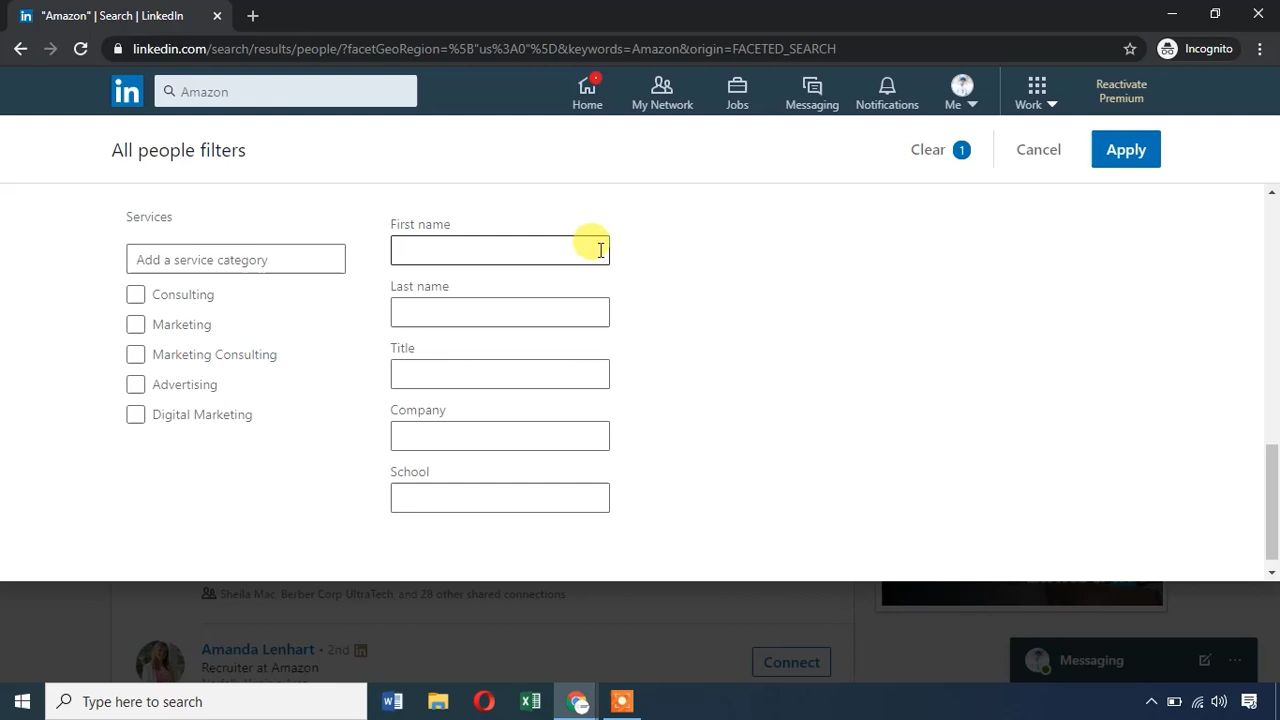 "Amazon" | Search | LinkedIn
linkedin.com/search/results/people/?facetGeoRegion=%5B"us%3A0"%5D&keywords=Amazon&origin=FACETED_SEARCH
Incognito
in
Amazon
Home
My Network
Jobs
Messaging
Notifications
Me
Work
Reactivate
Premium
All people filters
Clear 1
Cancel
Apply
Services
Add a service category
Consulting
Marketing
Marketing Consulting
Advertising
Digital Marketing
First name
Last name
Title
Company
School
Sheila Mac, Berber Corp UltraTech, and 28 other shared connections
Amanda Lenhart • 2nd in
Recruiter at Amazon
Connect
Messaging
Type here to search